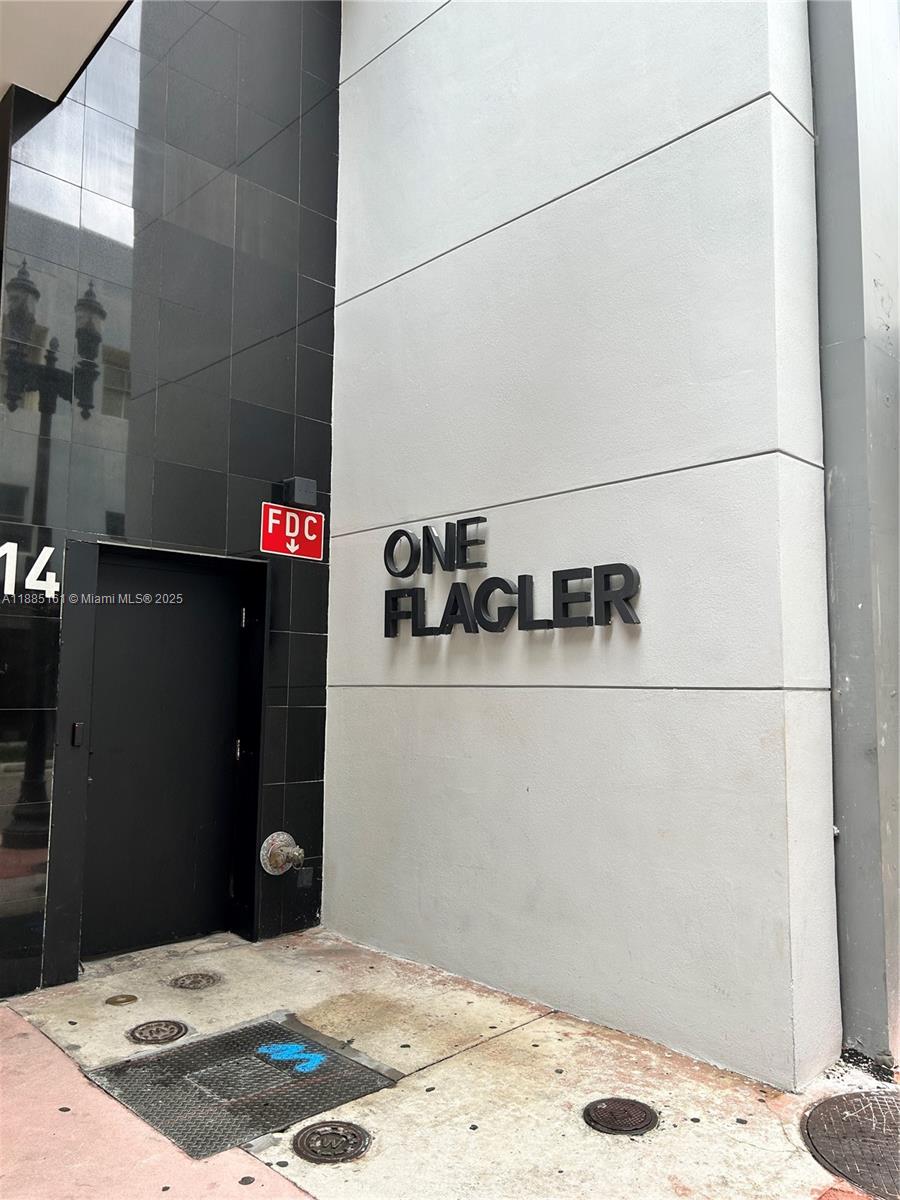 FDC
14
A11885161 © Miami MLS® 2025
ONE
FLAGLER